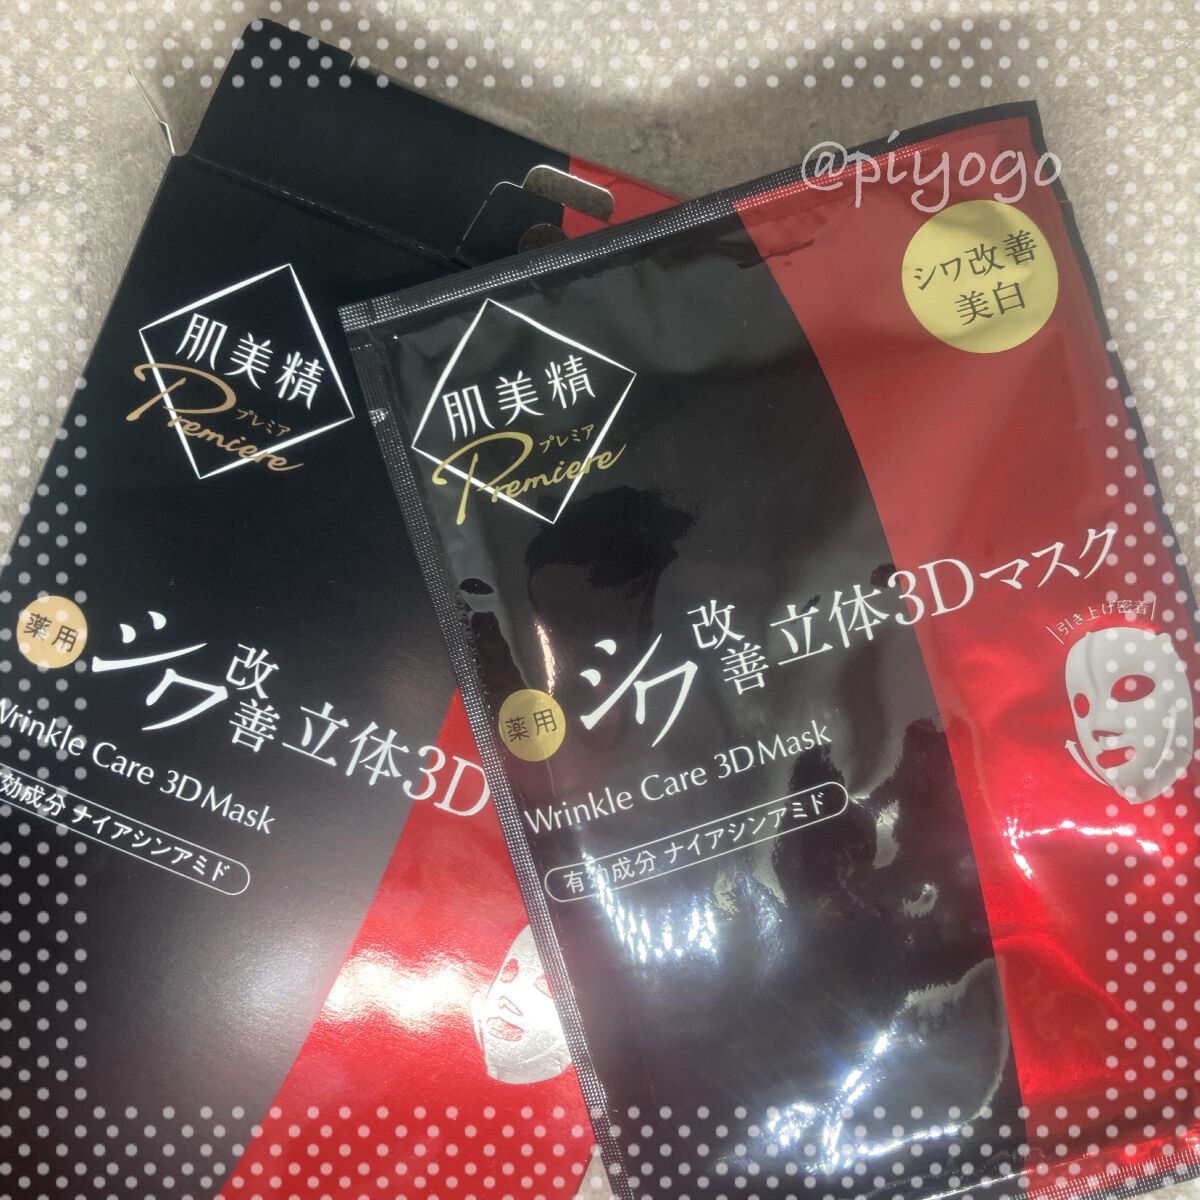 @piyogo
肌美精
プレミア
Premiere
薬用
シワ改善立体3D
Wrinkle Care 3DMask
効成分 ナイアシンアミド
シワ改善
美白
肌美精
プレミア
Premiere
薬用
シワ改善立体3Dマスク
引き上げ密着
Wrinkle Care 3DMask
有効成分 ナイアシンアミド